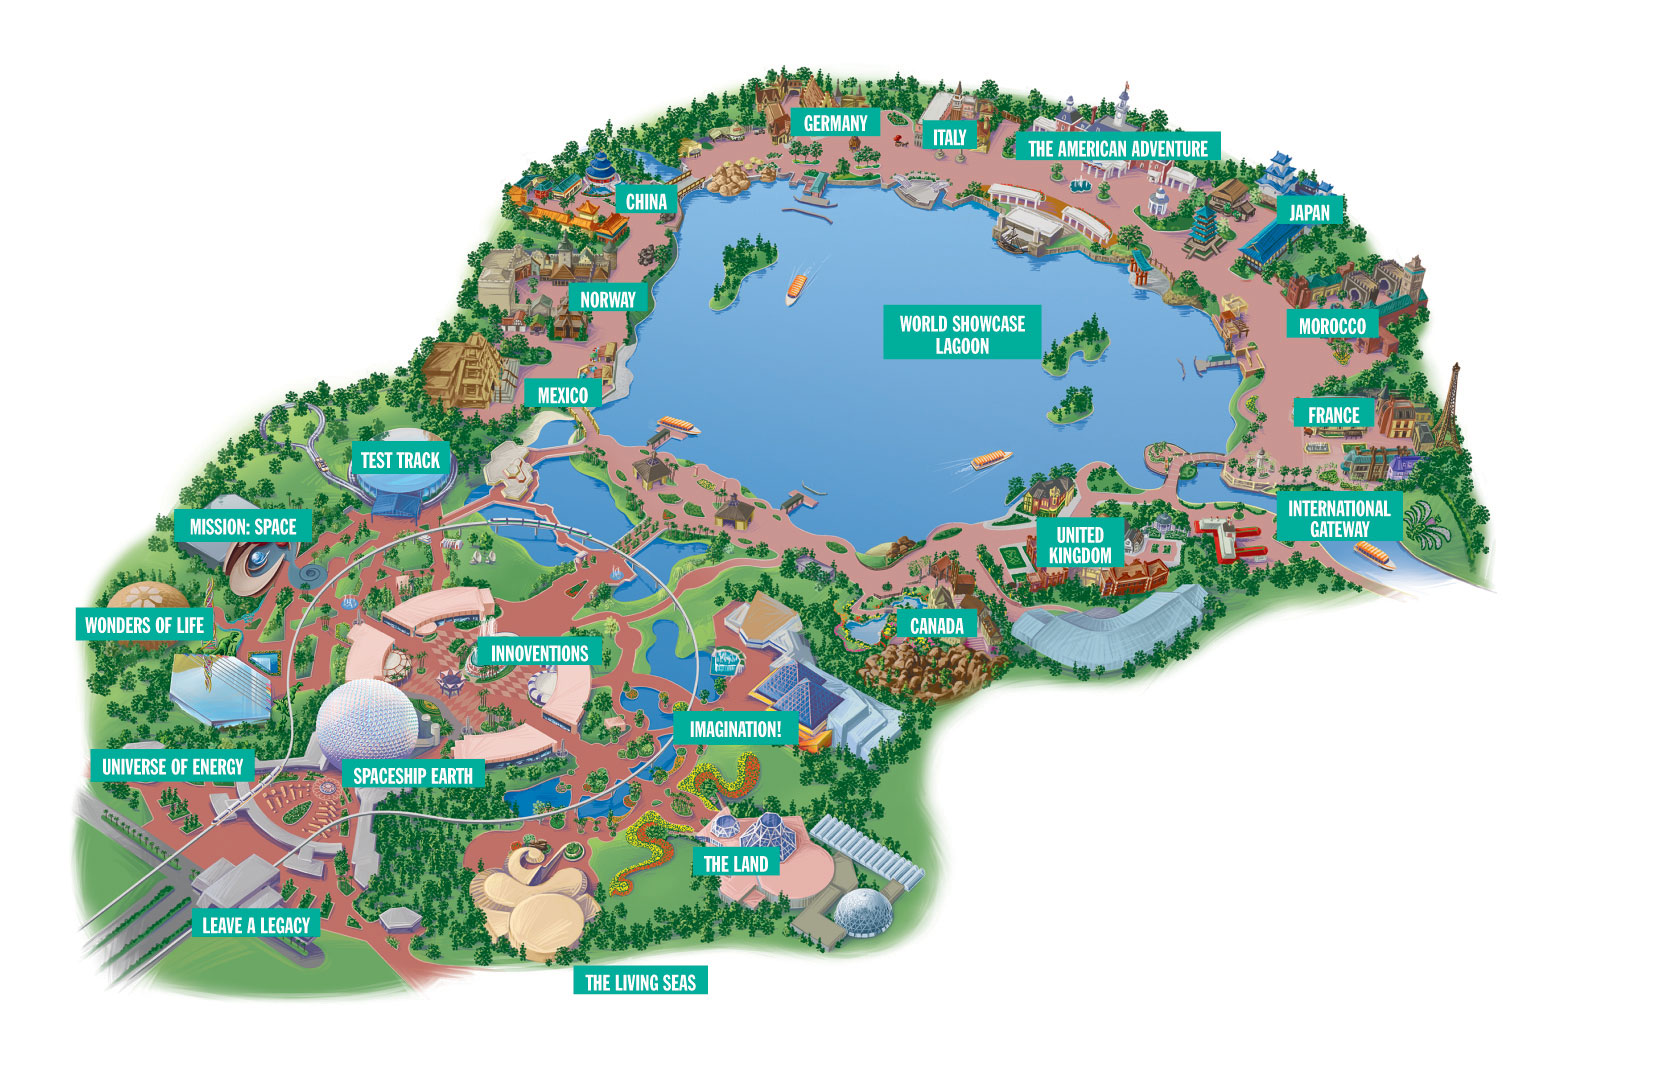 GERMANY
ITALY
THE AMERICAN ADVENTURE
CHINA
JAPAN
NORWAY
WORLD SHOWCASE
LAGOON
MOROCCO
MEXICO
FRANCE
TEST TRACK
MISSION: SPACE
INTERNATIONAL
GATEWAY
UNITED
KINGDOM
WONDERS OF LIFE
CANADA
INNOVENTIONS
IMAGINATION!
UNIVERSE OF ENERGY
SPACESHIP EARTH
THE LAND
LEAVE A LEGACY
THE LIVING SEAS